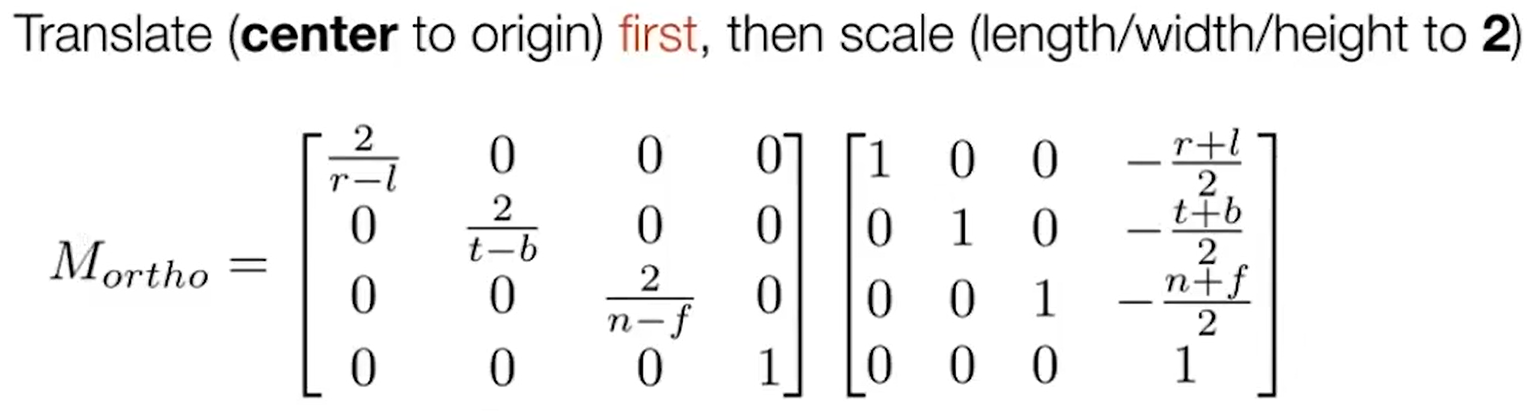 Translate (center to origin) first, then scale (length/width/height to 2)
$M_{ortho} = \begin{bmatrix} \frac{2}{r-l} & 0 & 0 & 0 \\ 0 & \frac{2}{t-b} & 0 & 0 \\ 0 & 0 & \frac{2}{n-f} & 0 \\ 0 & 0 & 0 & 1 \end{bmatrix} \begin{bmatrix} 1 & 0 & 0 & -\frac{r+l}{2} \\ 0 & 1 & 0 & -\frac{t+b}{2} \\ 0 & 0 & 1 & -\frac{n+f}{2} \\ 0 & 0 & 0 & 1 \end{bmatrix}$